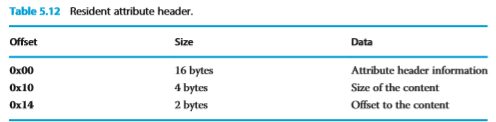 Table 5.12 Resident attribute header.
Offset Size Data
0x00 16 bytes Attribute header information
0x10 4 bytes Size of the content
0x14 2 bytes Offset to the content